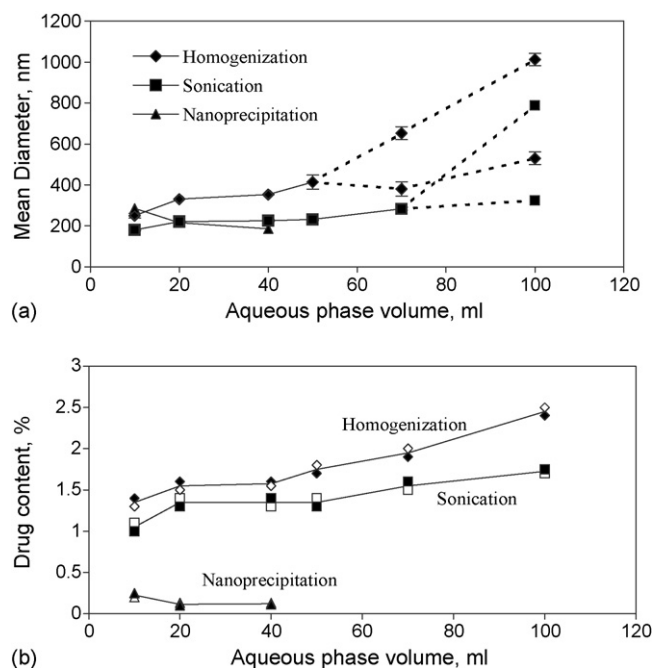 1200
1000
800
600
400
200
0
Mean Diameter, nm
Homogenization
Sonication
Nanoprecipitation
0 20 40 60 80 100 120
(a) Aqueous phase volume, ml
3
2.5
2
1.5
1
0.5
0
Drug content, %
Homogenization
Sonication
Nanoprecipitation
0 20 40 60 80 100 120
(b) Aqueous phase volume, ml